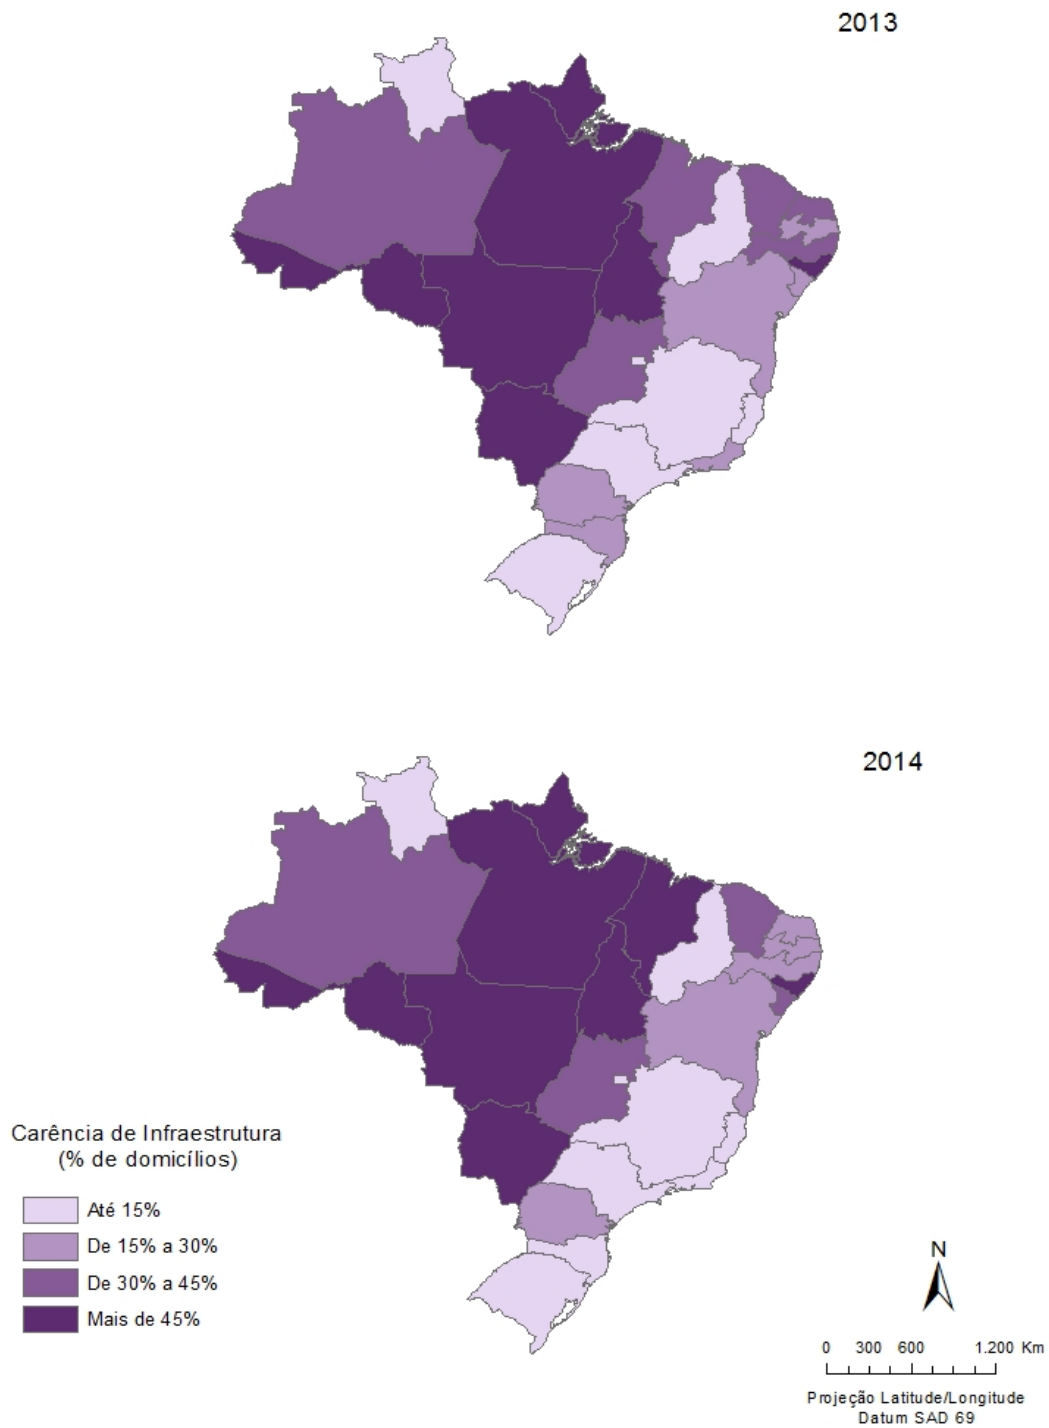 2013
2014
Carência de Infraestrutura
(% de domicílios)
Até 15%
De 15% a 30%
De 30% a 45%
Mais de 45%
N
0 300 600 1.200 Km
Projeção Latitude/Longitude
Datum SAD 69